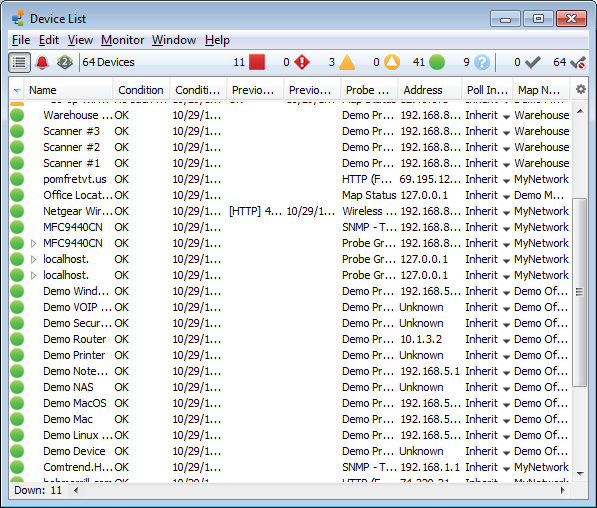 Device List
File Edit View Monitor Window Help
2 64 Devices 11 0 3 0 41 9 ? 0 64
Name Condition Conditi... Previo... Previo... Probe ... Address Poll In... Map N...
Warehouse ... OK 10/29/1... Demo Pr... 192.168.8... Inherit Warehouse
Scanner #3 OK 10/29/1... Demo Pr... 192.168.8... Inherit Warehouse
Scanner #2 OK 10/29/1... Demo Pr... 192.168.8... Inherit Warehouse
Scanner #1 OK 10/29/1... Demo Pr... 192.168.8... Inherit Warehouse
pomfretvt.us OK 10/29/1... HTTP (F... 69.195.12... Inherit MyNetwork
Office Locat... OK 10/29/1... Map Status 127.0.0.1 Inherit Demo M...
Netgear Wir... OK 10/29/1... [HTTP] 4... 10/29/1... Wireless ... 192.168.8... Inherit MyNetwork
MFC9440CN OK 10/29/1... SNMP - T... 192.168.8... Inherit MyNetwork
MFC9440CN OK 10/29/1... Probe Gr... 192.168.8... Inherit MyNetwork
localhost. OK 10/29/1... Probe Gr... 127.0.0.1 Inherit MyNetwork
localhost. OK 10/29/1... Probe Gr... 127.0.0.1 Inherit MyNetwork
Demo Wind... OK 10/29/1... Demo Pr... 192.168.5... Inherit Demo Of...
Demo VOIP ... OK 10/29/1... Demo Pr... Unknown Inherit Demo Of...
Demo Secur... OK 10/29/1... Demo Pr... Unknown Inherit Demo Of...
Demo Router OK 10/29/1... Demo Pr... 10.1.3.2 Inherit Demo Of...
Demo Printer OK 10/29/1... Demo Pr... Unknown Inherit Demo Of...
Demo Note... OK 10/29/1... Demo Pr... 192.168.5.1 Inherit Demo Of...
Demo NAS OK 10/29/1... Demo Pr... Unknown Inherit Demo Of...
Demo MacOS OK 10/29/1... Demo Pr... 192.168.5... Inherit Demo Of...
Demo Mac OK 10/29/1... Demo Pr... 192.168.5... Inherit Demo Of...
Demo Linux ... OK 10/29/1... Demo Pr... 192.168.5... Inherit Demo Of...
Demo Device OK 10/29/1... Demo Pr... Unknown Inherit Demo Of...
Comtrend.H... OK 10/29/1... SNMP - T... 192.168.1.1 Inherit MyNetwork
Down: 11